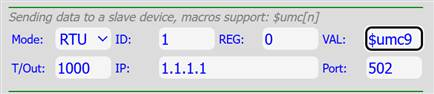 Sending data to a slave device, macros support: $umc[n]
Mode: RTU ID: 1 REG: 0 VAL: $umc9
T/Out: 1000 IP: 1.1.1.1 Port: 502